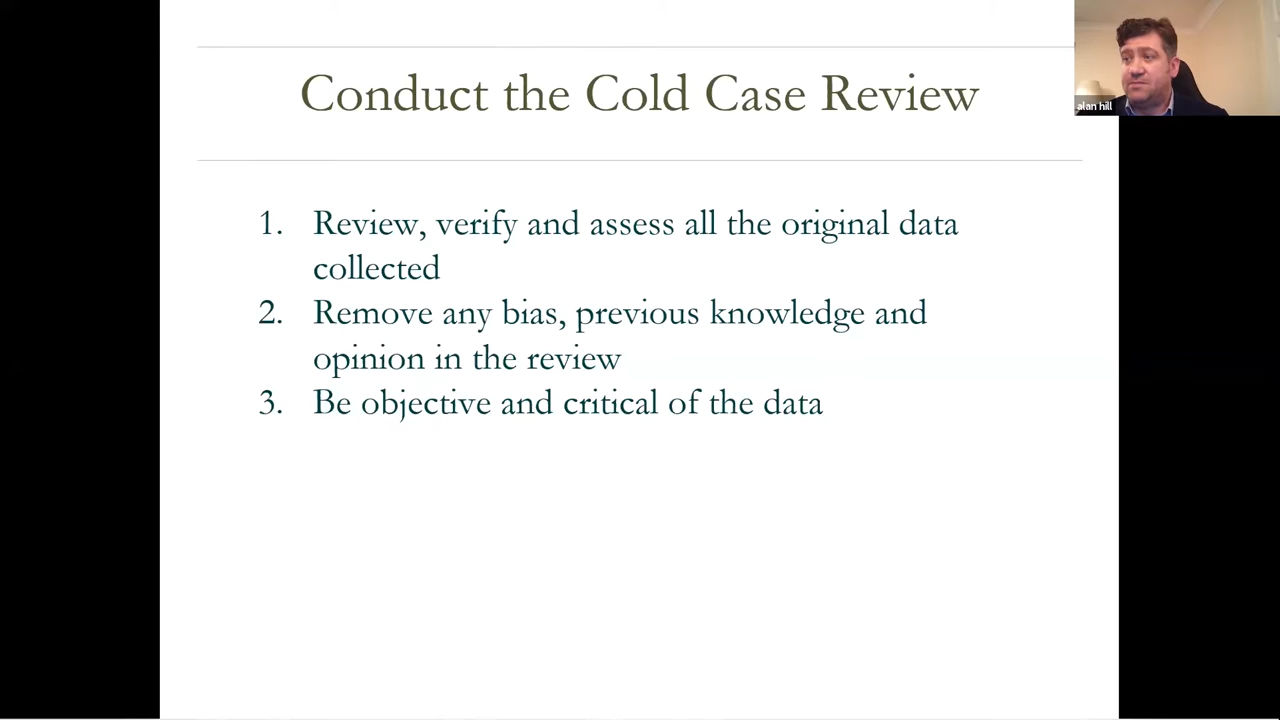 Conduct the Cold Case Review
alan hill
1. Review, verify and assess all the original data
collected
2. Remove any bias, previous knowledge and
opinion in the review
3. Be objective and critical of the data